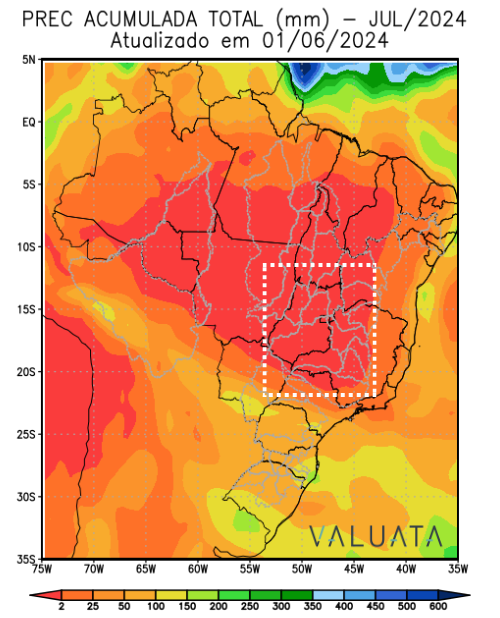 PREC ACUMULADA TOTAL (mm) – JUL/2024
Atualizado em 01/06/2024
5N
EQ
5S
10S
15S
20S
25S
30S
35S
VALUATA
75W 70W 65W 60W 55W 50W 45W 40W 35W
2 25 50 100 150 200 250 300 350 400 450 500 600